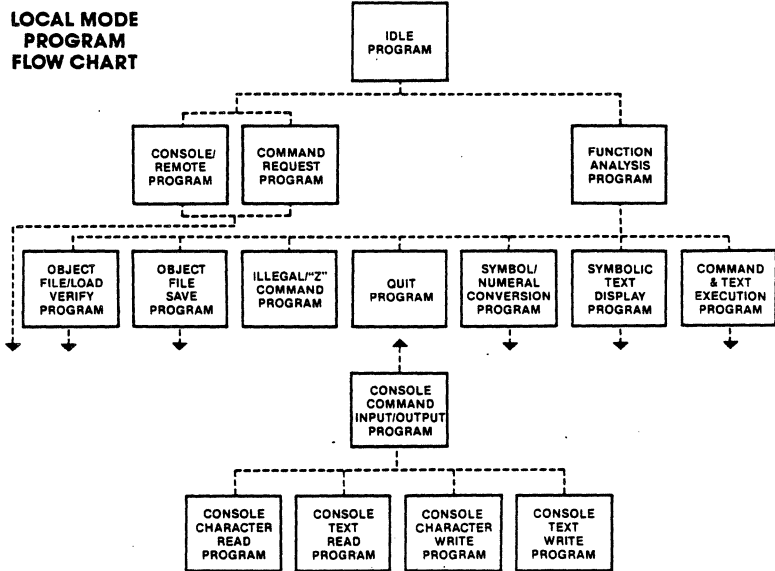 LOCAL MODE
PROGRAM
FLOW CHART
IDLE
PROGRAM
CONSOLE/
REMOTE
PROGRAM
COMMAND
REQUEST
PROGRAM
FUNCTION
ANALYSIS
PROGRAM
OBJECT
FILE/LOAD
VERIFY
PROGRAM
OBJECT
FILE
SAVE
PROGRAM
ILLEGAL/"Z"
COMMAND
PROGRAM
QUIT
PROGRAM
SYMBOL/
NUMERAL
CONVERSION
PROGRAM
SYMBOLIC
TEXT
DISPLAY
PROGRAM
COMMAND
& TEXT
EXECUTION
PROGRAM
CONSOLE
COMMAND
INPUT/OUTPUT
PROGRAM
CONSOLE
CHARACTER
READ
PROGRAM
CONSOLE
TEXT
READ
PROGRAM
CONSOLE
CHARACTER
WRITE
PROGRAM
CONSOLE
TEXT
WRITE
PROGRAM